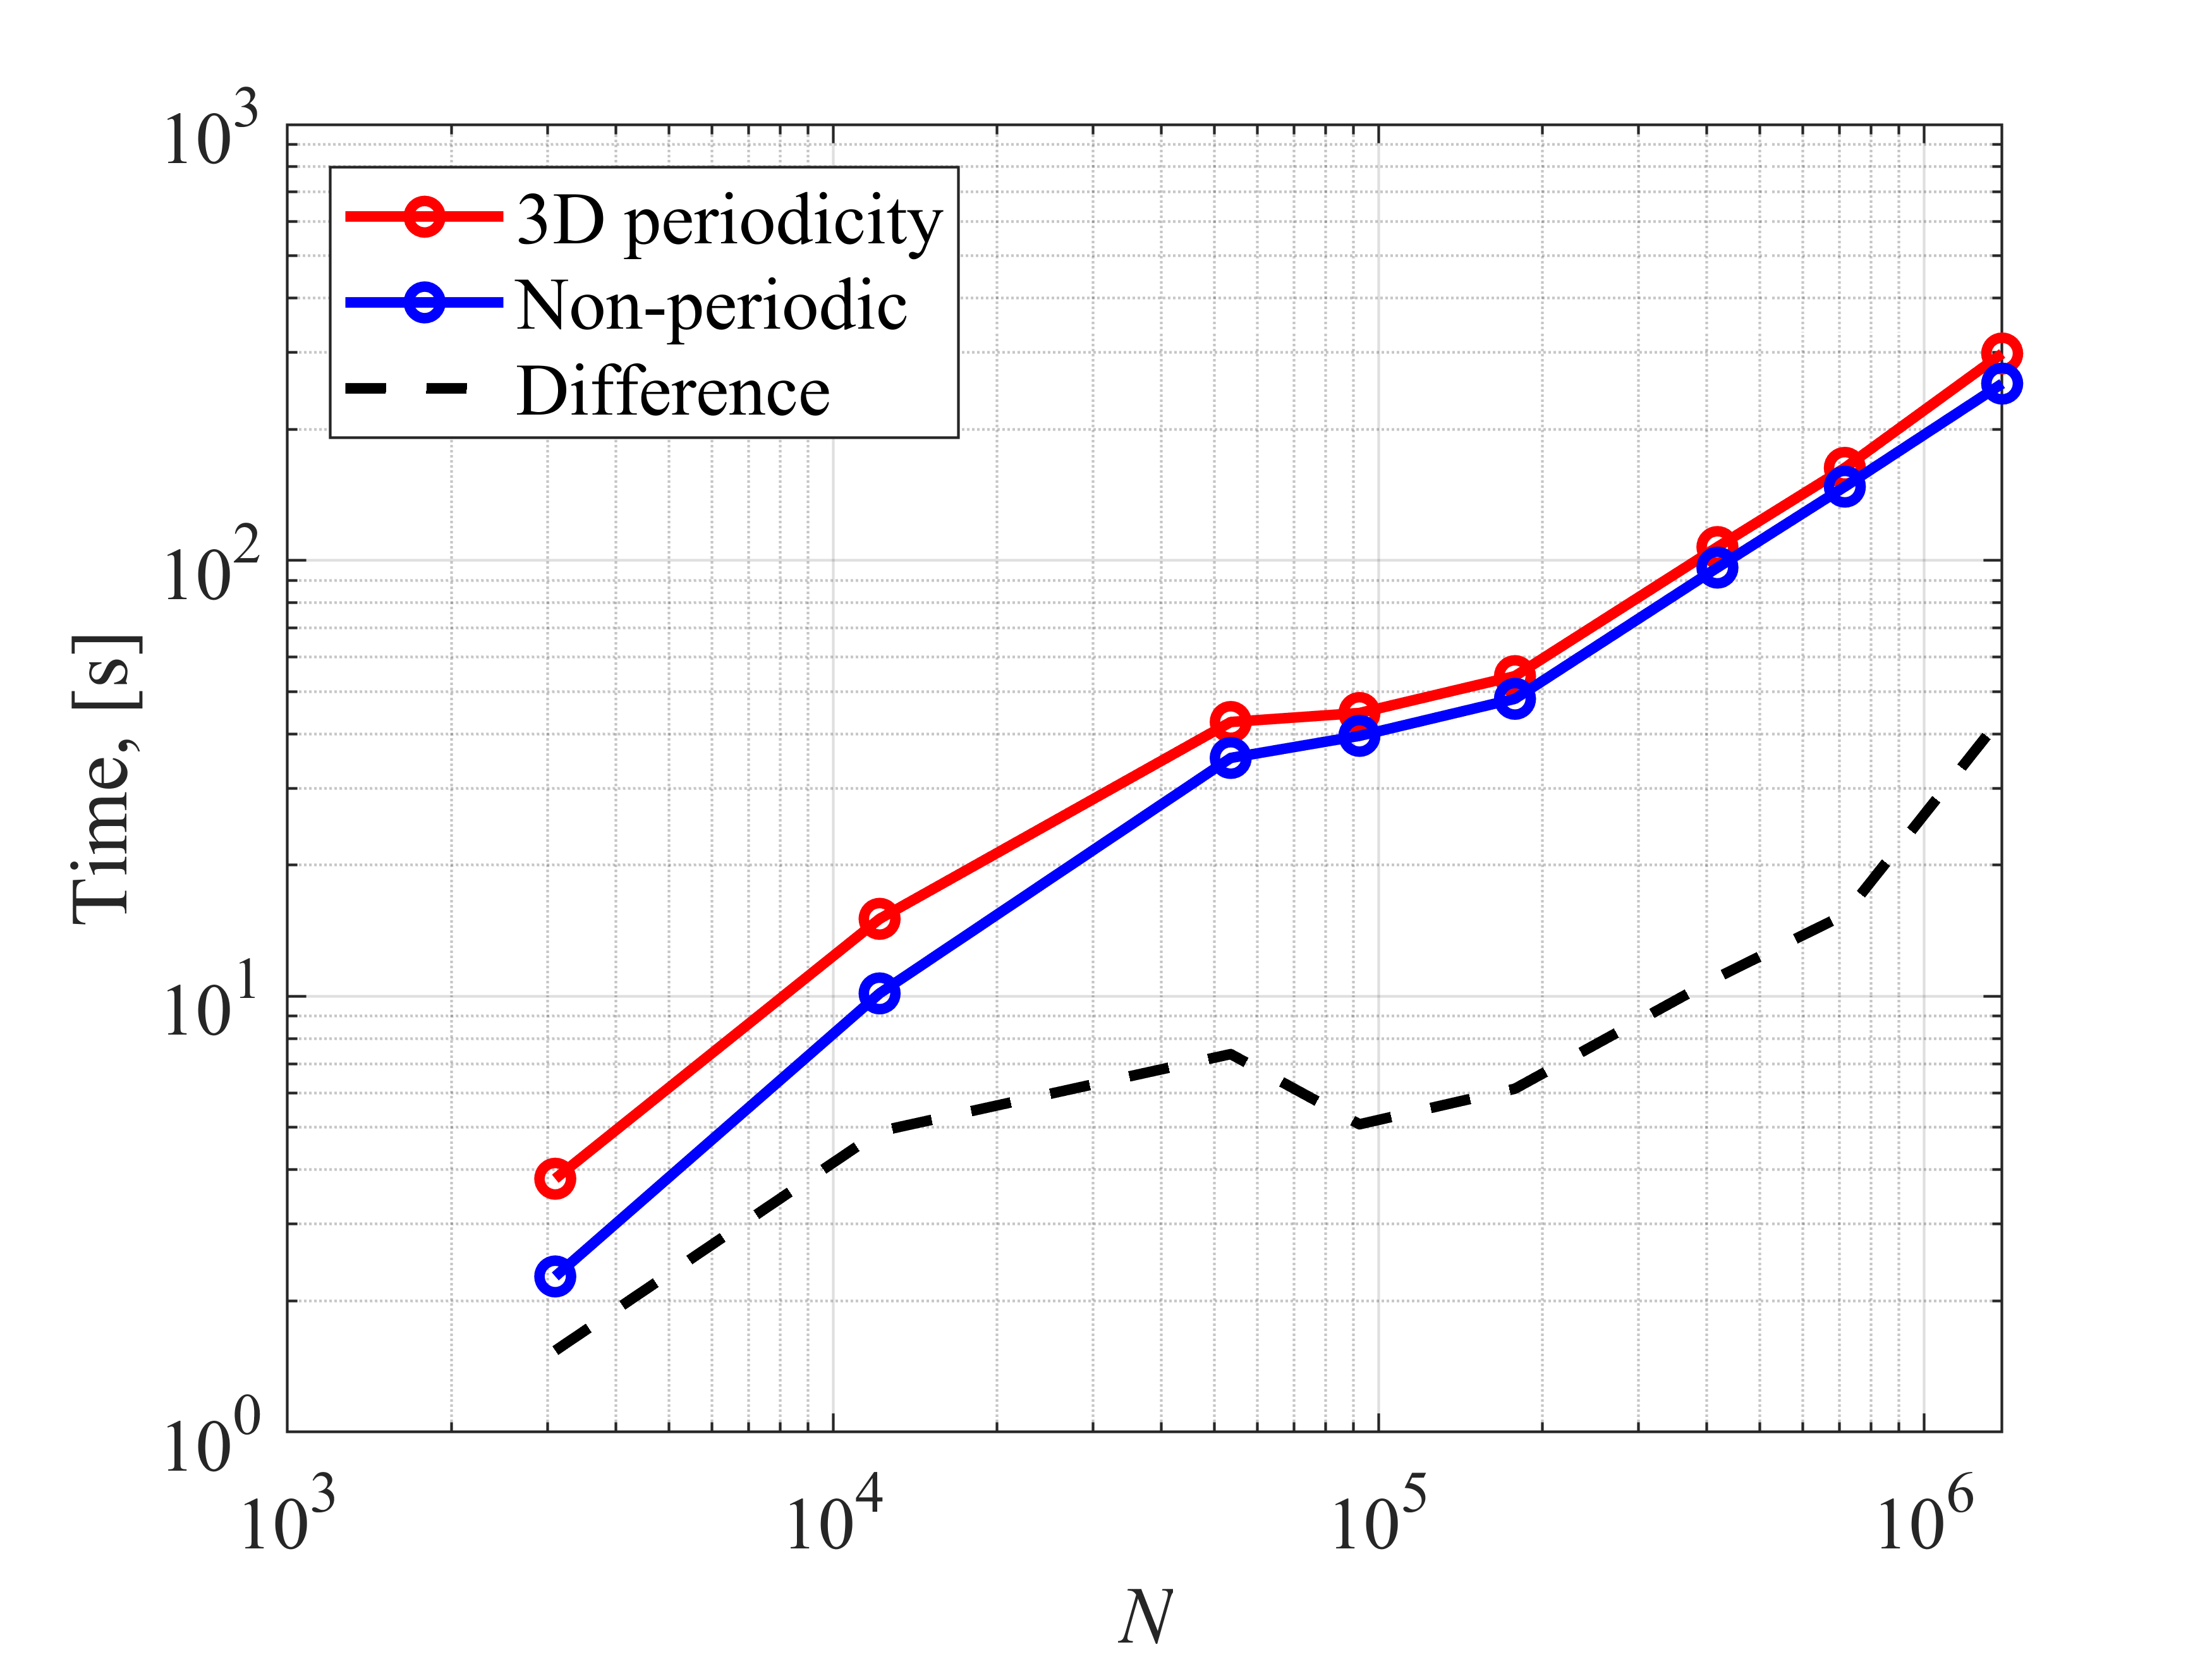 10^3
3D periodicity
Non-periodic
Difference
10^2
Time, [s]
10^1
10^0
10^3 10^4 10^5 10^6
N